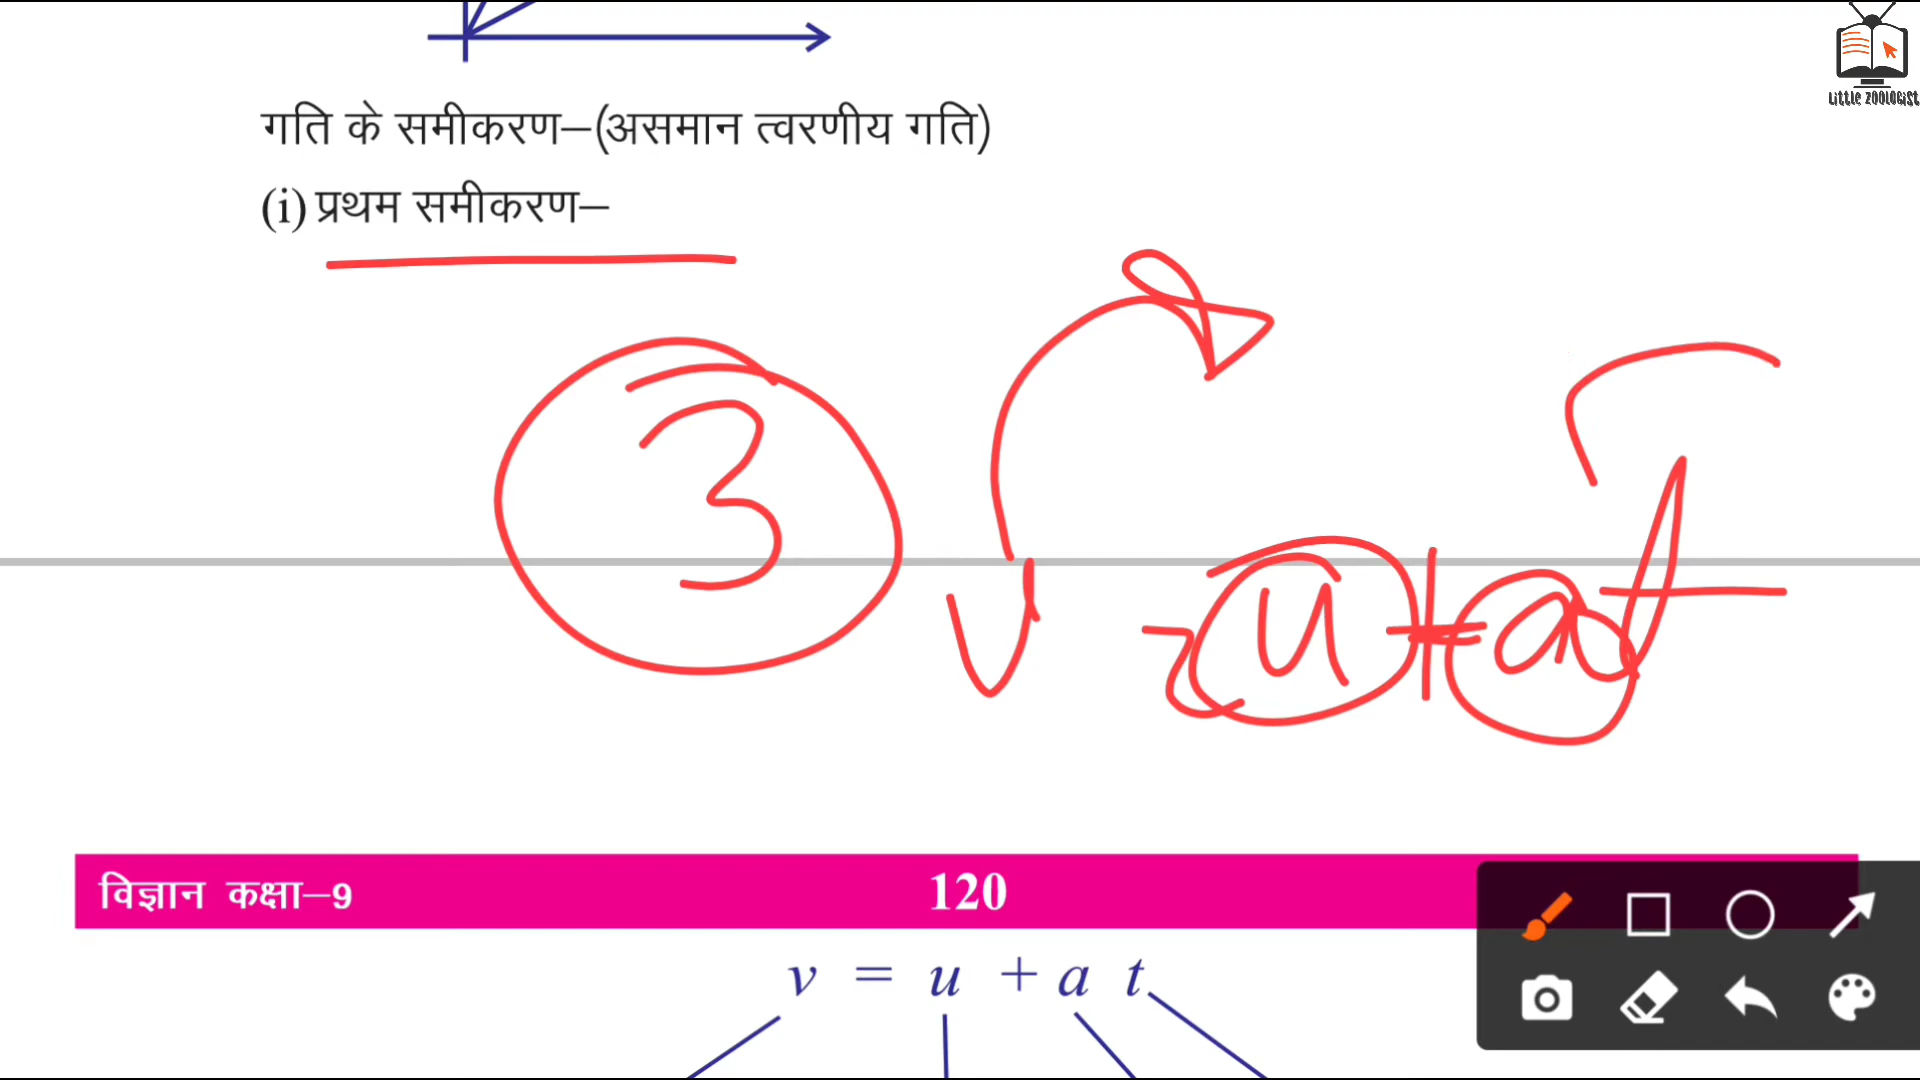 Little ZOOLOGist
गति के समीकरण–(असमान त्वरणीय गति)
(i) प्रथम समीकरण–
3
v = u + at
विज्ञान कक्षा–9 120
v = u + a t